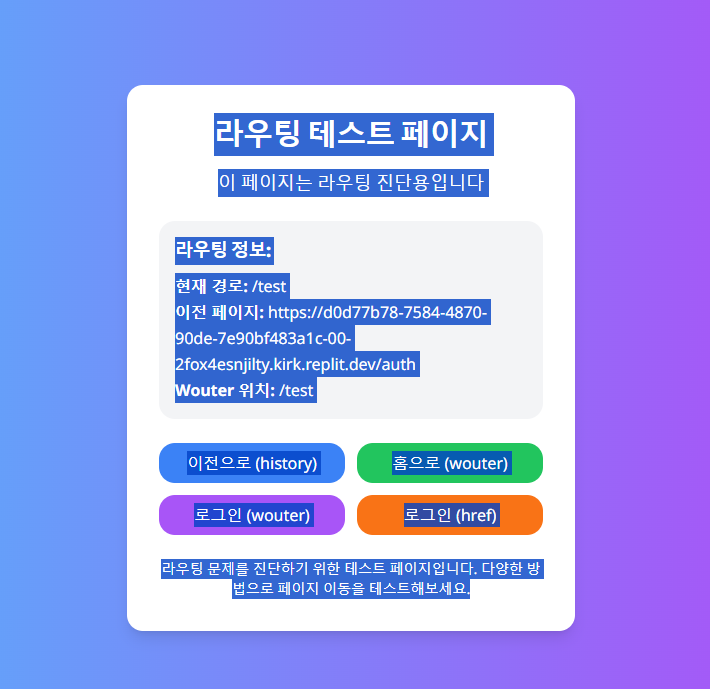 라우팅 테스트 페이지
이 페이지는 라우팅 진단용입니다
라우팅 정보:
현재 경로: /test
이전 페이지: https://d0d77b78-7584-4870-
90de-7e90bf483a1c-00-
2fox4esnjilty.kirk.replit.dev/auth
Wouter 위치: /test
이전으로 (history)
홈으로 (wouter)
로그인 (wouter)
로그인 (href)
라우팅 문제를 진단하기 위한 테스트 페이지입니다. 다양한 방
법으로 페이지 이동을 테스트해보세요.